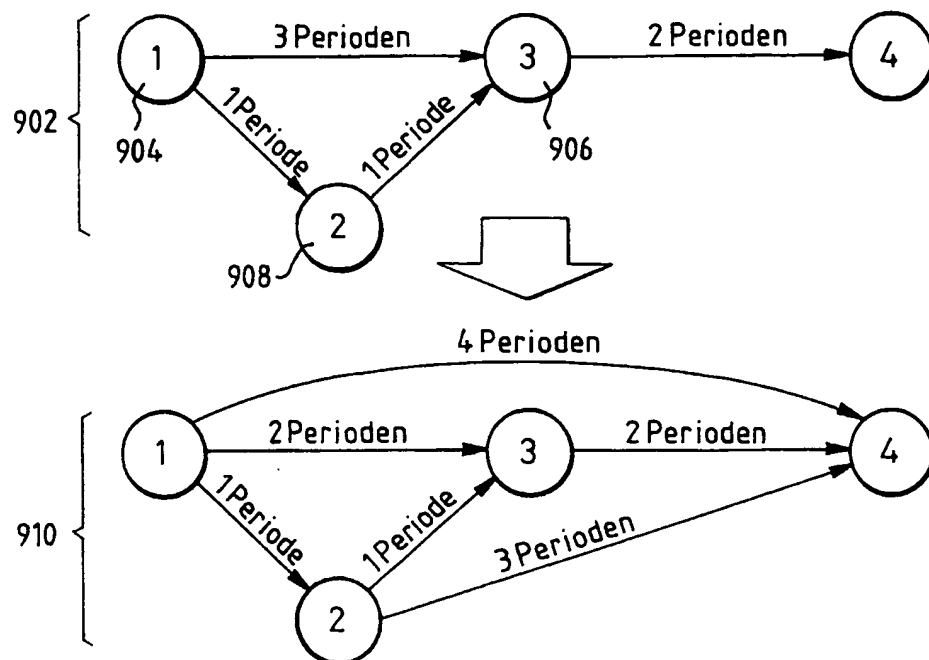 3 Perioden
2 Perioden
1
3
4
1 Periode
1 Periode
902
904
906
2
908
4 Perioden
1
2 Perioden
3
2 Perioden
4
1 Periode
1 Periode
3 Perioden
910
2